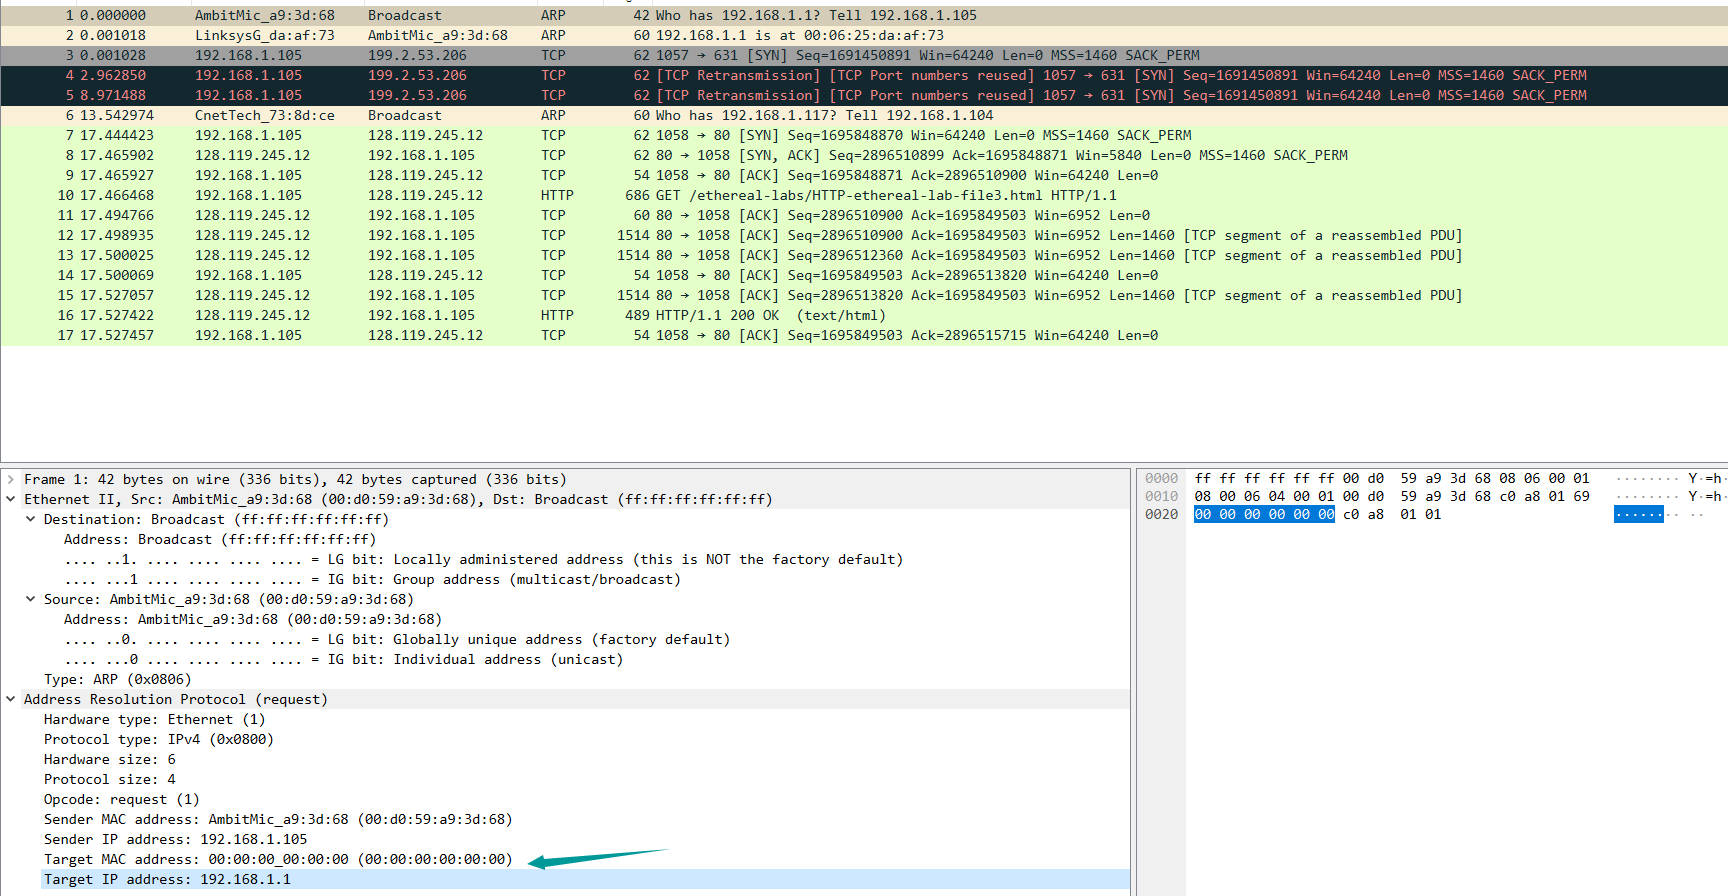 1 0.000000 AmbitMic_a9:3d:68 Broadcast ARP 42 Who has 192.168.1.1? Tell 192.168.1.105
2 0.001018 LinksysG_da:af:73 AmbitMic_a9:3d:68 ARP 60 192.168.1.1 is at 00:06:25:da:af:73
3 0.001028 192.168.1.105 199.2.53.206 TCP 62 1057 → 631 [SYN] Seq=1691450891 Win=64240 Len=0 MSS=1460 SACK_PERM
4 2.962850 192.168.1.105 199.2.53.206 TCP 62 [TCP Retransmission] [TCP Port numbers reused] 1057 → 631 [SYN] Seq=1691450891 Win=64240 Len=0 MSS=1460 SACK_PERM
5 8.971488 192.168.1.105 199.2.53.206 TCP 62 [TCP Retransmission] [TCP Port numbers reused] 1057 → 631 [SYN] Seq=1691450891 Win=64240 Len=0 MSS=1460 SACK_PERM
6 13.542974 CnetTech_73:8d:ce Broadcast ARP 60 Who has 192.168.1.117? Tell 192.168.1.104
7 17.444423 192.168.1.105 128.119.245.12 TCP 62 1058 → 80 [SYN] Seq=1695848870 Win=64240 Len=0 MSS=1460 SACK_PERM
8 17.465902 128.119.245.12 192.168.1.105 TCP 62 80 → 1058 [SYN, ACK] Seq=2896510899 Ack=1695848871 Win=5840 Len=0 MSS=1460 SACK_PERM
9 17.465927 192.168.1.105 128.119.245.12 TCP 54 1058 → 80 [ACK] Seq=1695848871 Ack=2896510900 Win=64240 Len=0
10 17.466468 192.168.1.105 128.119.245.12 HTTP 686 GET /ethereal-labs/HTTP-ethereal-lab-file3.html HTTP/1.1
11 17.494766 128.119.245.12 192.168.1.105 TCP 60 80 → 1058 [ACK] Seq=2896510900 Ack=1695849503 Win=6952 Len=0
12 17.498935 128.119.245.12 192.168.1.105 TCP 1514 80 → 1058 [ACK] Seq=2896510900 Ack=1695849503 Win=6952 Len=1460 [TCP segment of a reassembled PDU]
13 17.500025 128.119.245.12 192.168.1.105 TCP 1514 80 → 1058 [ACK] Seq=2896512360 Ack=1695849503 Win=6952 Len=1460 [TCP segment of a reassembled PDU]
14 17.500069 192.168.1.105 128.119.245.12 TCP 54 1058 → 80 [ACK] Seq=1695849503 Ack=2896513820 Win=64240 Len=0
15 17.527057 128.119.245.12 192.168.1.105 TCP 1514 80 → 1058 [ACK] Seq=2896513820 Ack=1695849503 Win=6952 Len=1460 [TCP segment of a reassembled PDU]
16 17.527422 128.119.245.12 192.168.1.105 HTTP 489 HTTP/1.1 200 OK (text/html)
17 17.527457 192.168.1.105 128.119.245.12 TCP 54 1058 → 80 [ACK] Seq=1695849503 Ack=2896515715 Win=64240 Len=0
Frame 1: 42 bytes on wire (336 bits), 42 bytes captured (336 bits)
Ethernet II, Src: AmbitMic_a9:3d:68 (00:d0:59:a9:3d:68), Dst: Broadcast (ff:ff:ff:ff:ff:ff)
Destination: Broadcast (ff:ff:ff:ff:ff:ff)
Address: Broadcast (ff:ff:ff:ff:ff:ff)
.... ..1. .... .... .... .... = LG bit: Locally administered address (this is NOT the factory default)
.... ...1 .... .... .... .... = IG bit: Group address (multicast/broadcast)
Source: AmbitMic_a9:3d:68 (00:d0:59:a9:3d:68)
Address: AmbitMic_a9:3d:68 (00:d0:59:a9:3d:68)
.... ..0. .... .... .... .... = LG bit: Globally unique address (factory default)
.... ...0 .... .... .... .... = IG bit: Individual address (unicast)
Type: ARP (0x0806)
Address Resolution Protocol (request)
Hardware type: Ethernet (1)
Protocol type: IPv4 (0x0800)
Hardware size: 6
Protocol size: 4
Opcode: request (1)
Sender MAC address: AmbitMic_a9:3d:68 (00:d0:59:a9:3d:68)
Sender IP address: 192.168.1.105
Target MAC address: 00:00:00_00:00:00 (00:00:00:00:00:00)
Target IP address: 192.168.1.1
0000 ff ff ff ff ff ff 00 d0 59 a9 3d 68 08 06 00 01 ········ Y·=h·
0010 08 00 06 04 00 01 00 d0 59 a9 3d 68 c0 a8 01 69 ········ Y·=h·
0020 00 00 00 00 00 00 c0 a8 01 01 ········ ··